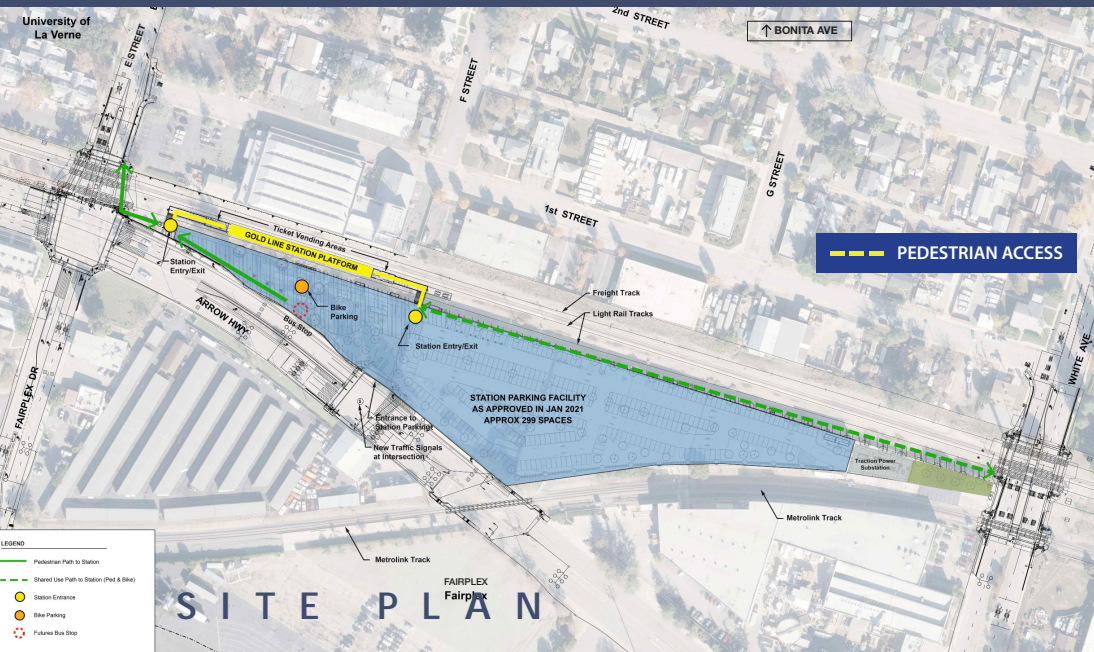 University of
La Verne
E STREET
2nd STREET
↑ BONITA AVE
F STREET
G STREET
1st STREET
PEDESTRIAN ACCESS
Ticket Vending Areas
GOLD LINE STATION PLATFORM
Station
Entry/Exit
Freight Track
Bike
Parking
Light Rail Tracks
ARROW HWY
Bus Stop
Station Entry/Exit
WHITE AVE
FAIRPLEX DR
STATION PARKING FACILITY
AS APPROVED IN JAN 2021
APPROX 299 SPACES
Entrance to
Station Parking
New Traffic Signals
at Intersection
Traction Power
Substation
Metrolink Track
Metrolink Track
FAIRPLEX
Fairplex
SITE PLAN
LEGEND
Pedestrian Path to Station
Shared Use Path to Station (Ped & Bike)
Station Entrance
Bike Parking
Futures Bus Stop